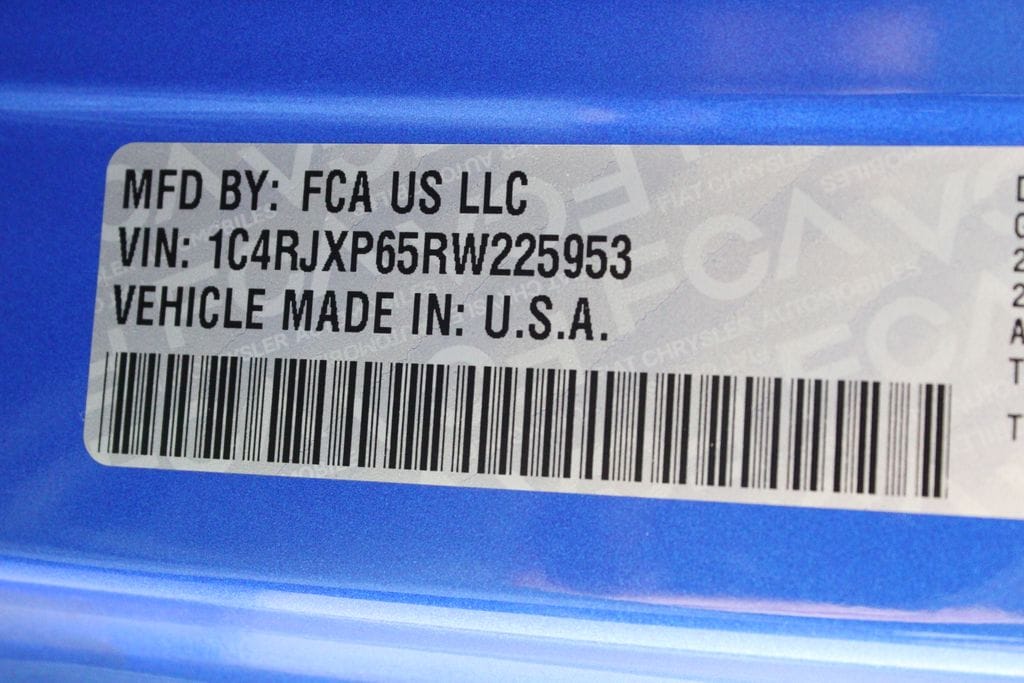 MFD BY: FCA US LLC
VIN: 1C4RJXP65RW225953
VEHICLE MADE IN: U.S.A.